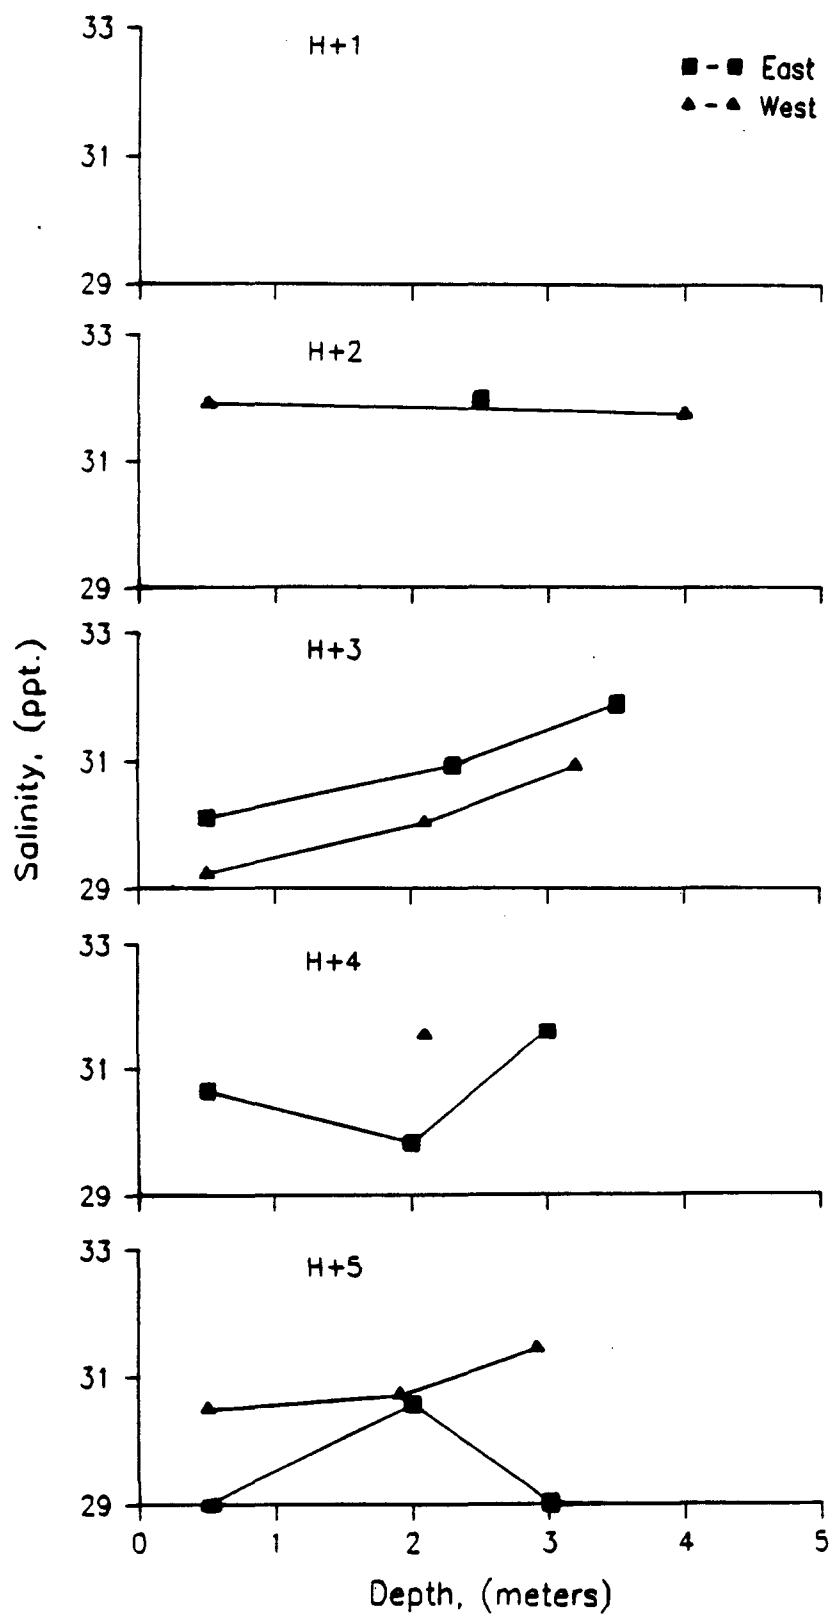 33
H+1
■-■ East
▲-▲ West
31
29
33
H+2
31
29
33
H+3
31
29
33
H+4
31
29
33
H+5
31
29
0 1 2 3 4 5
Salinity, (ppt.)
Depth, (meters)